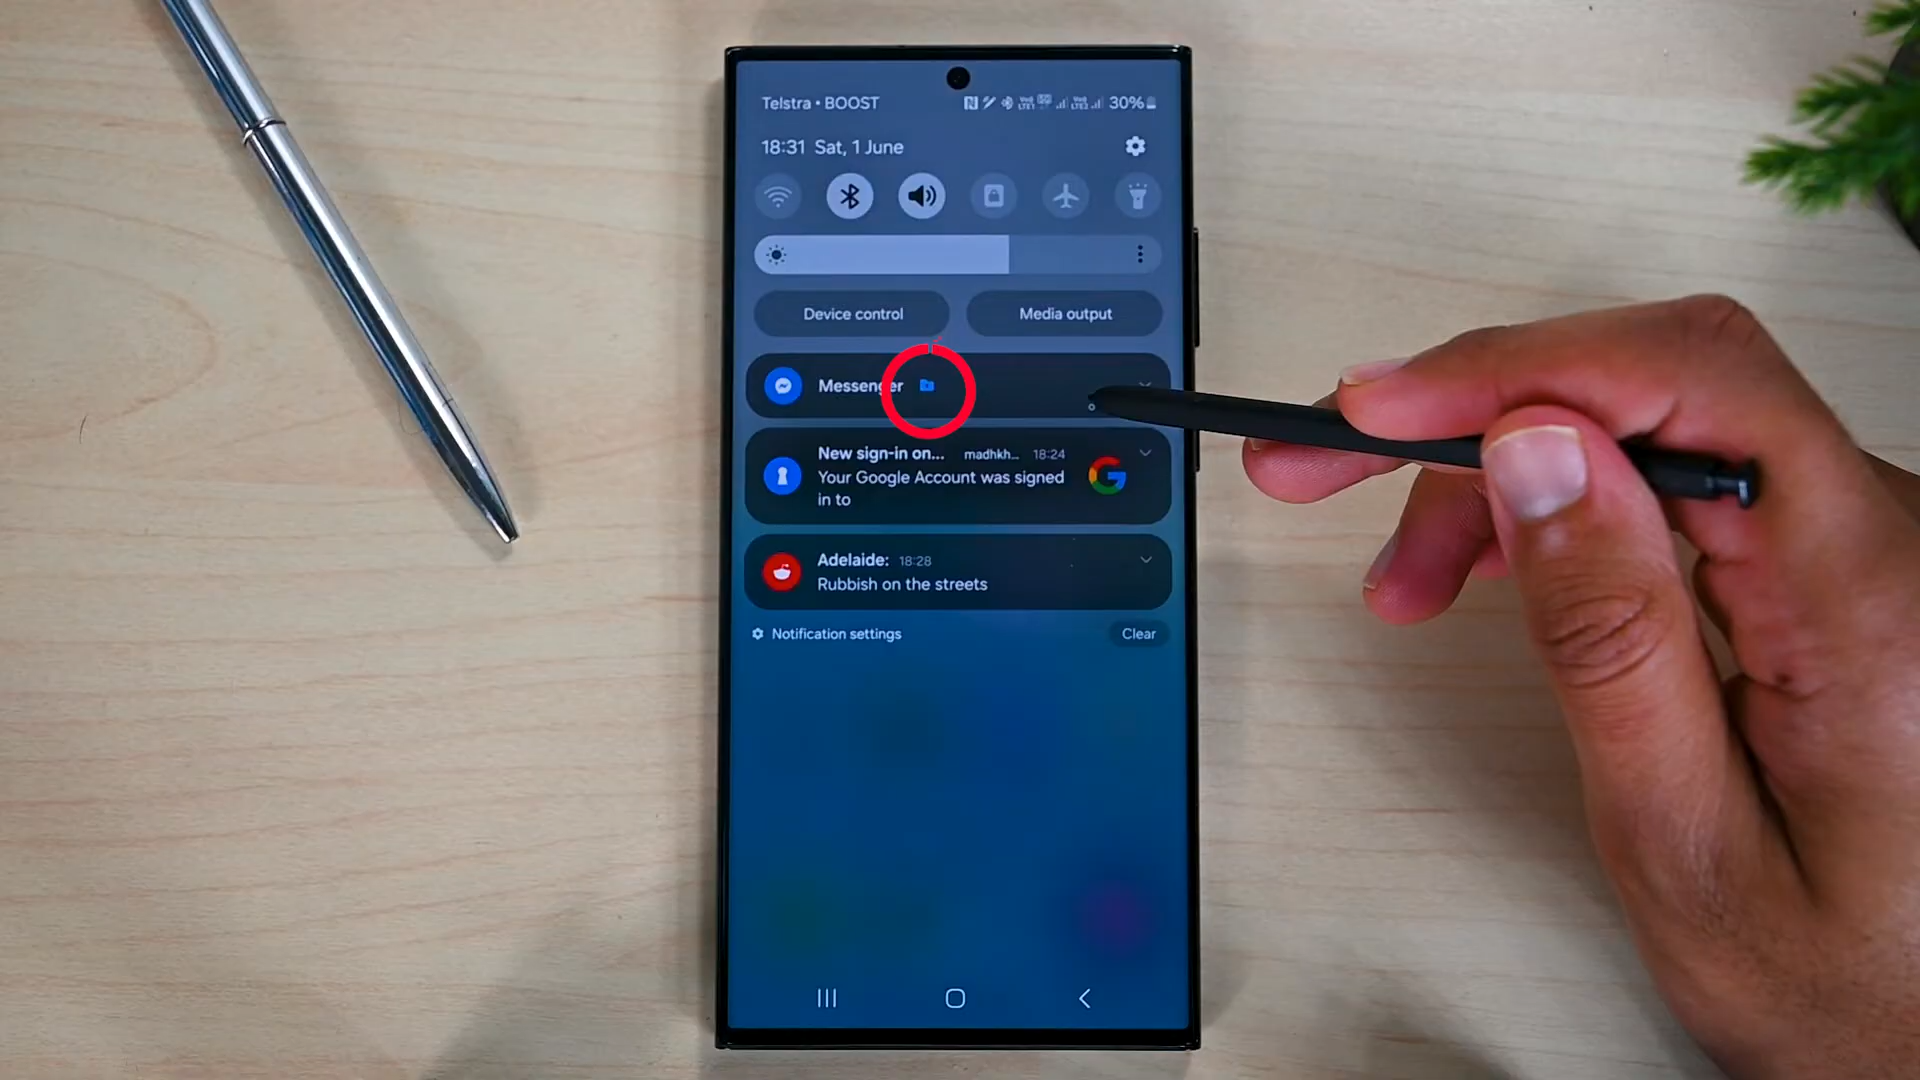 Telstra • BOOST
30%
18:31 Sat, 1 June
Device control
Media output
Messenger
New sign-in on... madhkh... 18:24
Your Google Account was signed
in to
Adelaide: 18:28
Rubbish on the streets
Notification settings
Clear